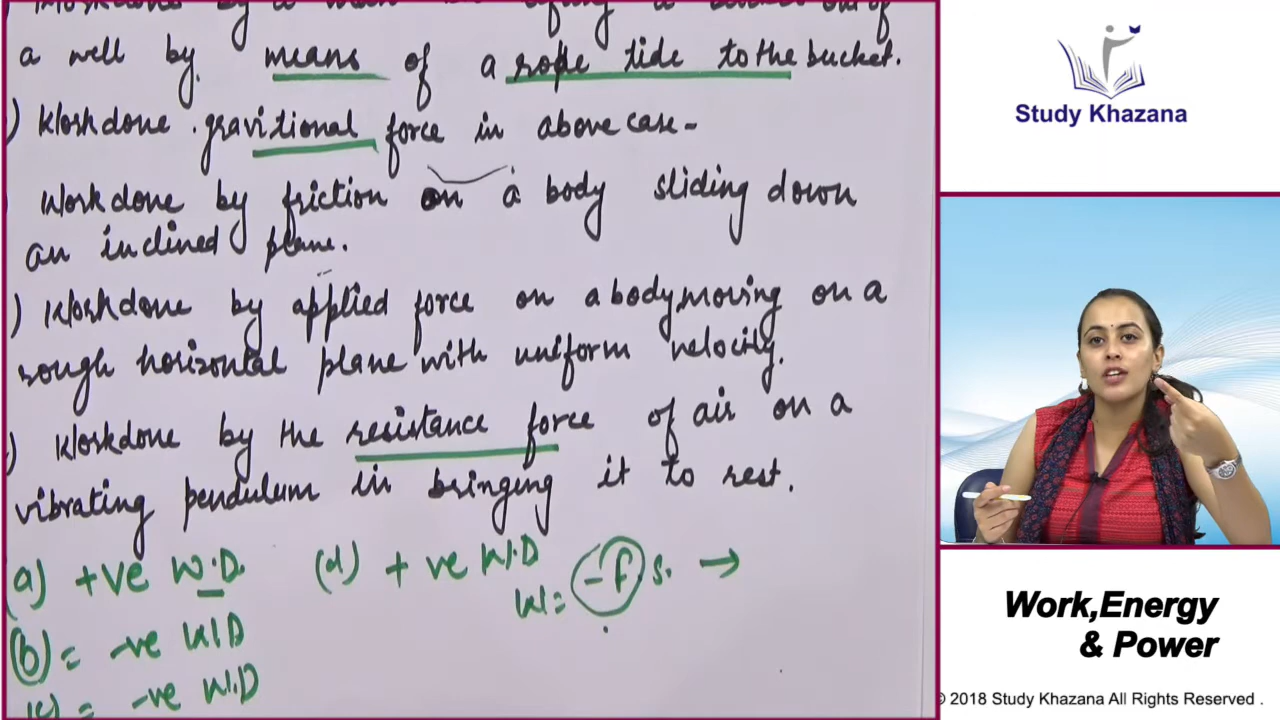 a well by means of a rope tide to the bucket.
) Workdone gravitional force in above case -
Workdone by friction on a body sliding down
an inclined plane.
) Workdone by applied force on a body moving on a
rough horizontal plane with uniform velocity.
) Workdone by the resistance force of air on a
vibrating pendulum in bringing it to rest.
(a) +ve W.D. (d) +ve W.D
W = -f . s. →
(b) = -ve W.D
(c) = -ve W.D
Study Khazana
Work,Energy
& Power
© 2018 Study Khazana All Rights Reserved .